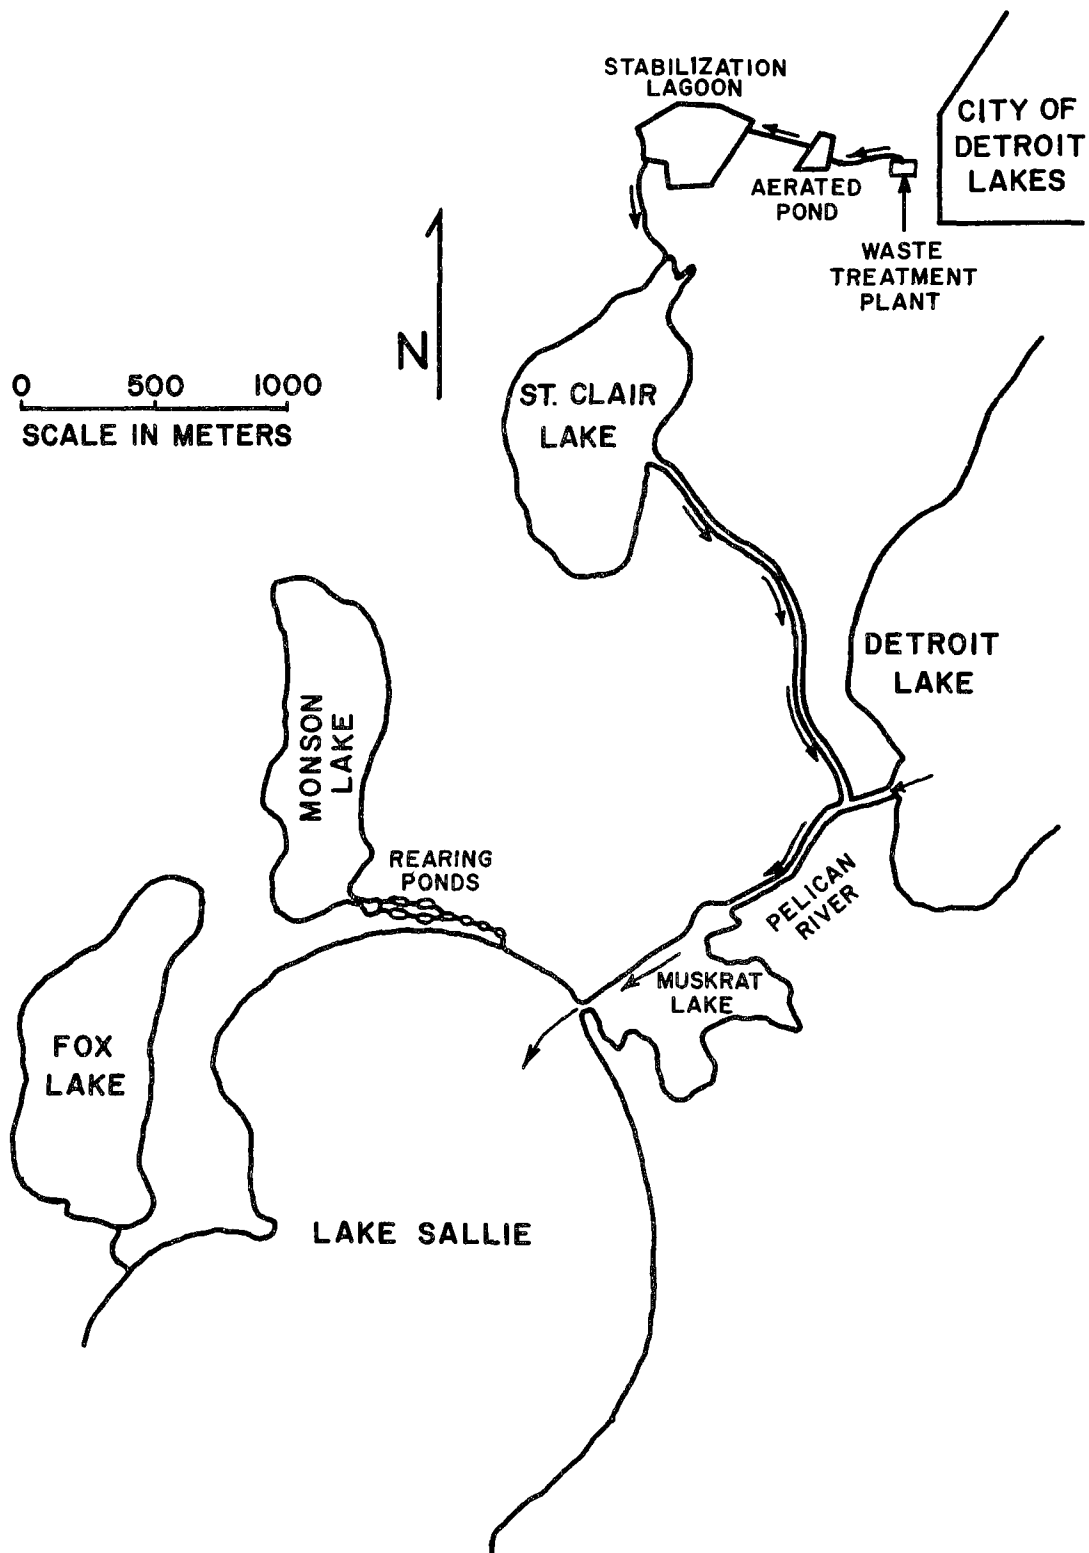 STABILIZATION
LAGOON
CITY OF
DETROIT
LAKES
AERATED
POND
WASTE
TREATMENT
PLANT
N
0 500 1000
SCALE IN METERS
ST. CLAIR
LAKE
DETROIT
LAKE
MONSON
LAKE
REARING
PONDS
PELICAN
RIVER
MUSKRAT
LAKE
FOX
LAKE
LAKE SALLIE